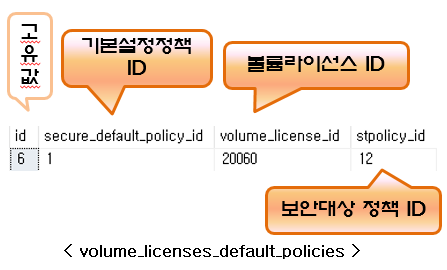 고
유
값
기본설정정책
ID
볼륨라이선스 ID
id secure_default_policy_id volume_license_id stpolicy_id
6 1 20060 12
보안대상 정책 ID
< volume_licenses_default_policies >